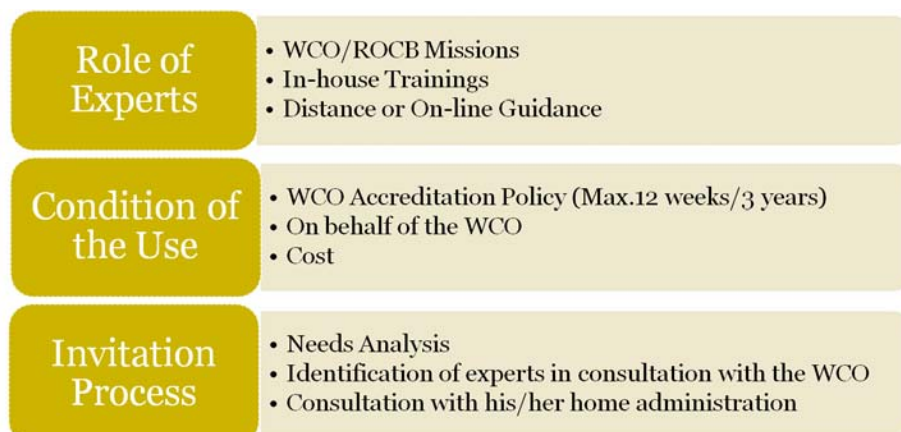 Role of
Experts
• WCO/ROCB Missions
• In-house Trainings
• Distance or On-line Guidance
Condition of
the Use
• WCO Accreditation Policy (Max.12 weeks/3 years)
• On behalf of the WCO
• Cost
Invitation
Process
• Needs Analysis
• Identification of experts in consultation with the WCO
• Consultation with his/her home administration